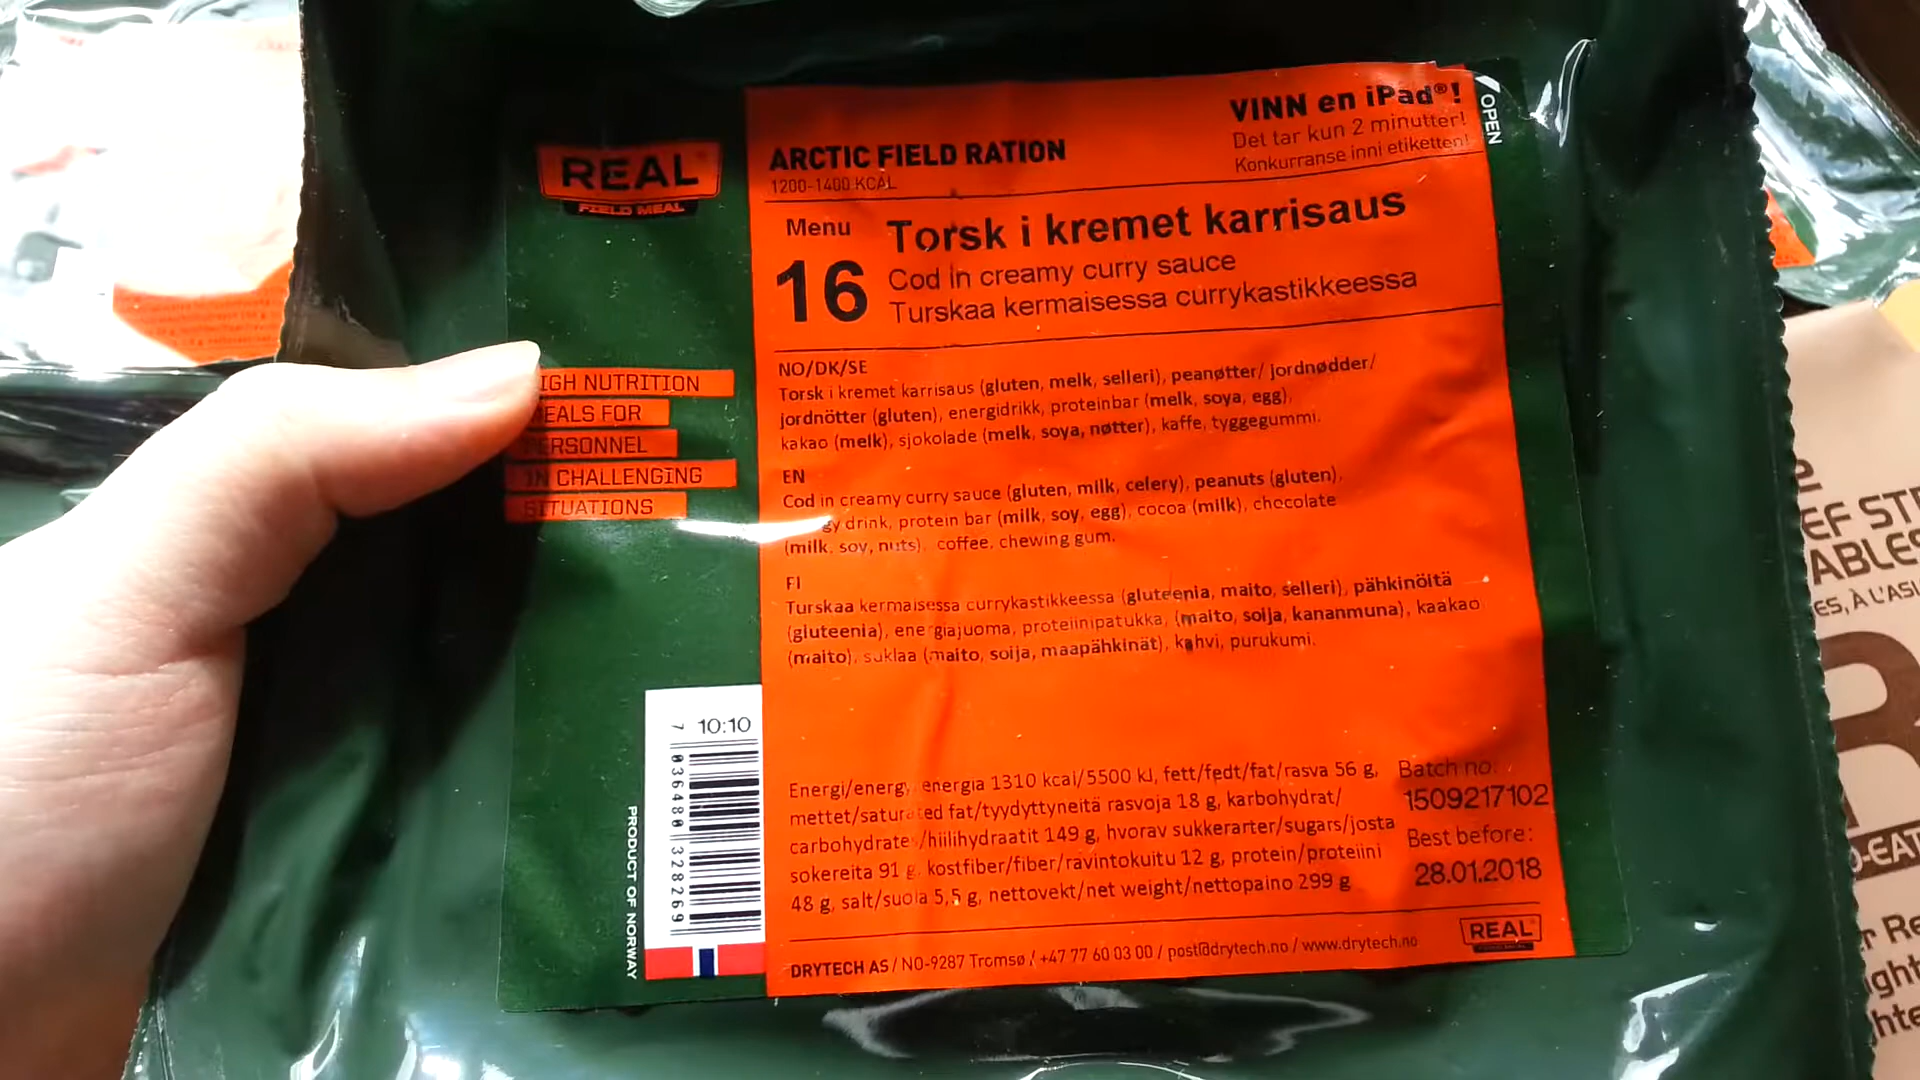 REAL
FIELD MEAL
IGH NUTRITION
EALS FOR
ERSONNEL
IN CHALLENGING
SITUATIONS
ARCTIC FIELD RATION
1200-1400 KCAL
VINN en iPad®!
Det tar kun 2 minutter!
Konkurranse inni etiketten!
OPEN
Menu
16
Torsk i kremet karrisaus
Cod in creamy curry sauce
Turskaa kermaisessa currykastikkeessa
NO/DK/SE
Torsk i kremet karrisaus (gluten, melk, selleri), peanøtter/ jordnødder/
jordnötter (gluten), energidrikk, proteinbar (melk, soya, egg),
kakao (melk), sjokolade (melk, soya, nøtter), kaffe, tyggegummi.
EN
Cod in creamy curry sauce (gluten, milk, celery), peanuts (gluten),
gy drink, protein bar (milk, soy, egg), cocoa (milk), chocolate
(milk, soy, nuts), coffee, chewing gum.
FI
Turskaa kermaisessa currykastikkeessa (gluteenia, maito, selleri), pähkinöitä
(gluteenia), energiajuoma, proteiinipatukka, (maito, soija, kananmuna), kaakao
(maito), suklaa (maito, soija, maapähkinät), kahvi, purukumi.
Energi/energy energia 1310 kcal/5500 kJ, fett/fedt/fat/rasva 56 g,
mettet/saturated fat/tyydyttyneitä rasvoja 18 g, karbohydrat/
carbohydrates/hiilihydraatit 149 g, hvorav sukkerarter/sugars/josta
sokereita 91 g, kostfiber/fiber/ravintokuitu 12 g, protein/proteiini
48 g, salt/suola 5,5 g, nettovekt/net weight/nettopaino 299 g
Batch no:
1509217102
Best before:
28.01.2018
DRYTECH AS / NO-9287 Tromsø / +47 77 60 03 00 / post@drytech.no / www.drytech.no
REAL
10:10
7 036480 328269
PRODUCT OF NORWAY
EF ST
ABLES
ES, À L'ASI
R
-EAT
r Re
ight
hte